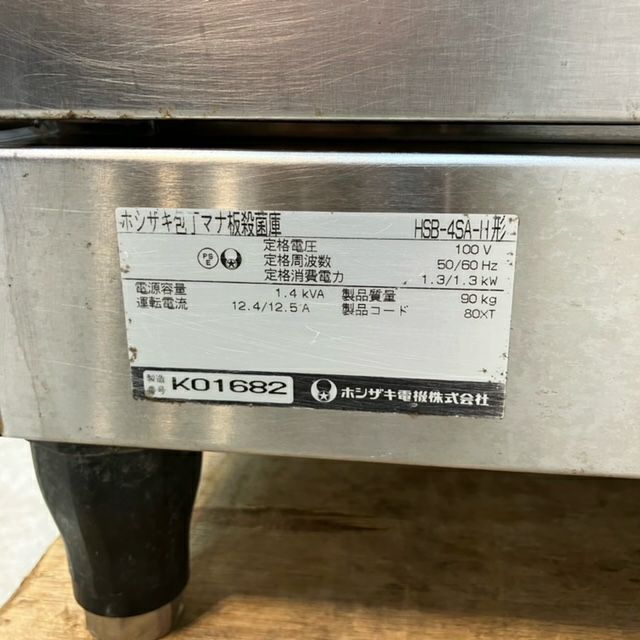 ホシザキ包丁マナ板殺菌庫 HSB-4SA-H形
定格電圧 100 V
PS E
定格周波数 50/60 Hz
定格消費電力 1.3/1.3 kW
電源容量 1.4 kVA 製品質量 90 kg
運転電流 12.4/12.5 A 製品コード 80XT
製造番号 K01682 ホシザキ電機株式会社